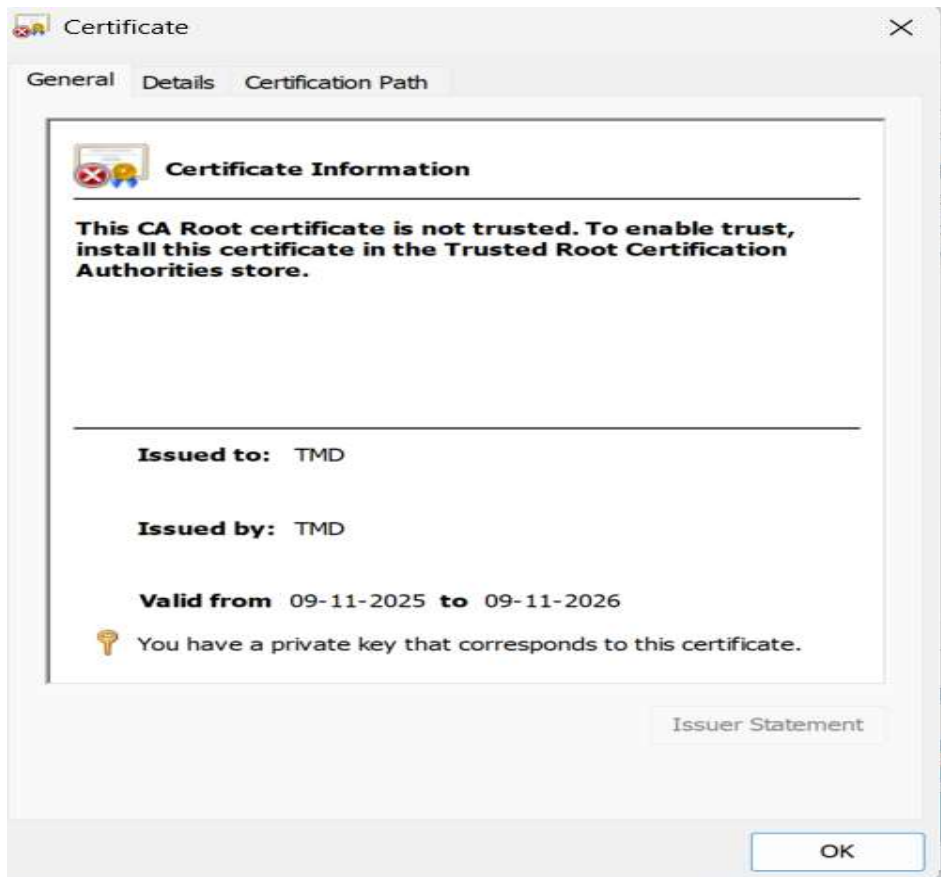 Certificate
General Details Certification Path
Certificate Information
This CA Root certificate is not trusted. To enable trust,
install this certificate in the Trusted Root Certification
Authorities store.
Issued to: TMD
Issued by: TMD
Valid from 09-11-2025 to 09-11-2026
You have a private key that corresponds to this certificate.
Issuer Statement
OK